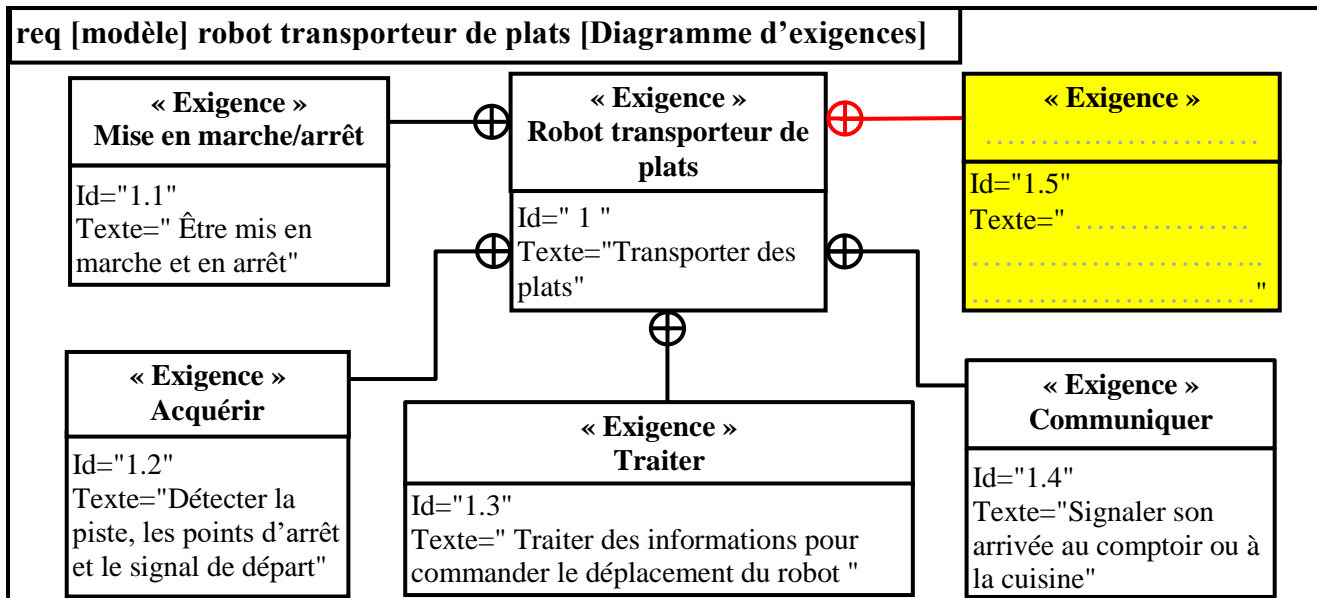 req [modèle] robot transporteur de plats [Diagramme d’exigences]
« Exigence »
Mise en marche/arrêt
Id="1.1"
Texte=" Être mis en
marche et en arrêt"
« Exigence »
Robot transporteur de
plats
Id=" 1 "
Texte="Transporter des
plats"
« Exigence »
……………………
Id="1.5"
Texte=" …………….
………………………..
………………………"
« Exigence »
Acquérir
Id="1.2"
Texte="Détecter la
piste, les points d’arrêt
et le signal de départ"
« Exigence »
Traiter
Id="1.3"
Texte=" Traiter des informations pour
commander le déplacement du robot "
« Exigence »
Communiquer
Id="1.4"
Texte="Signaler son
arrivée au comptoir ou à
la cuisine"